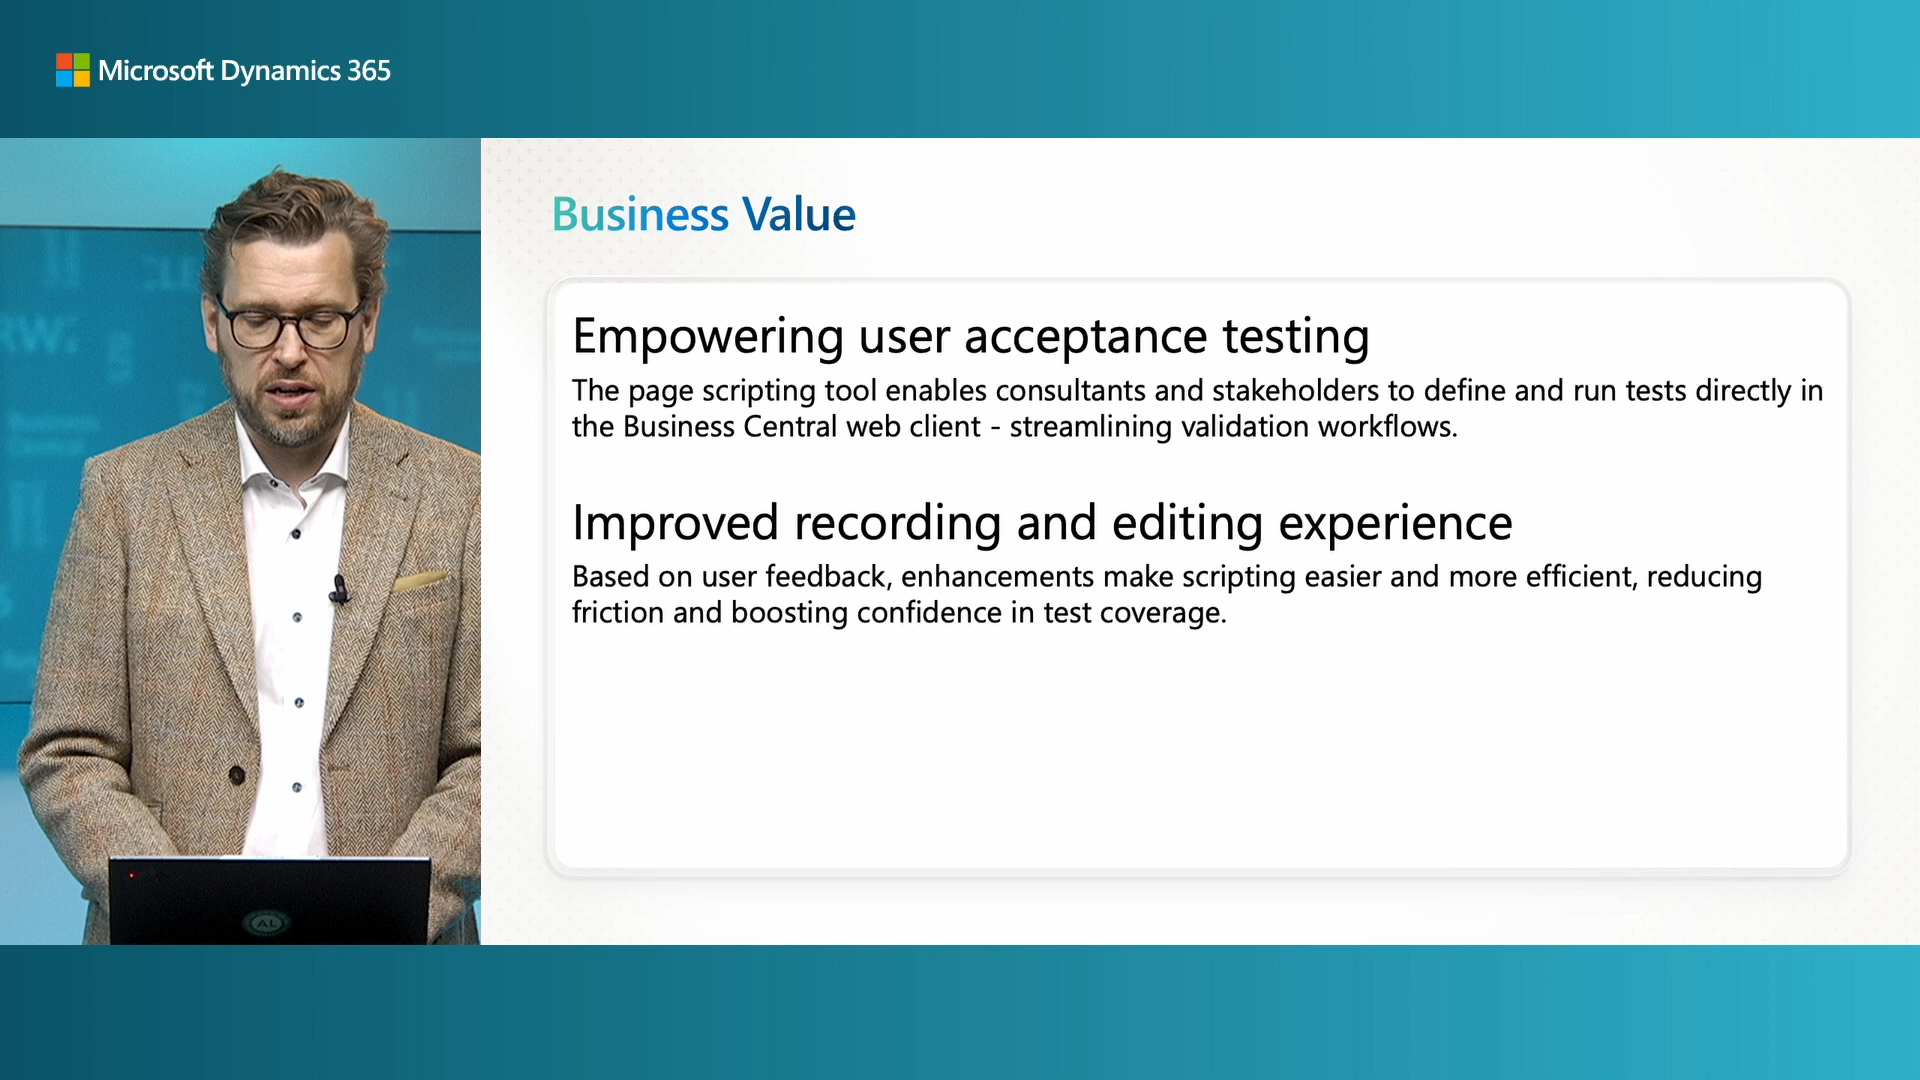 Microsoft Dynamics 365
Business Value
Empowering user acceptance testing
The page scripting tool enables consultants and stakeholders to define and run tests directly in
the Business Central web client - streamlining validation workflows.
Improved recording and editing experience
Based on user feedback, enhancements make scripting easier and more efficient, reducing
friction and boosting confidence in test coverage.
AL